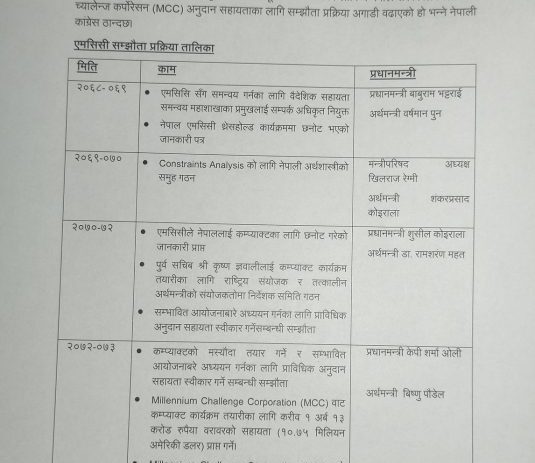 च्यालेन्ज कर्पोरेसन (MCC) अनुदान सहायताका लागि सम्झौता प्रक्रिया अगाडी वढाएको हो भन्ने नेपाली
कांग्रेस ठान्दछ।
एमसिसी सम्झौता प्रक्रिया तालिका
मिति
काम
प्रधानमन्त्री
२०६८-०६९
• एमसिसि सँग समन्वय गर्नका लागि वैदेशिक सहायता
समन्वय महाशाखाका प्रमुखलाई सम्पर्क अधिकृत नियुक्त
• नेपाल एमसिसी थ्रेसहोल्ड कार्यक्रममा छनोट भएको
जानकारी पत्र
प्रधानमन्त्री बाबुराम भट्टराई
अर्थमन्त्री वर्षमान पुन
२०६९-०७०
• Constraints Analysis को लागि नेपाली अर्थशास्त्रीको
समुह गठन
मन्त्रीपरिषद अध्यक्ष
खिलराज रेग्मी
अर्थमन्त्री शंकरप्रसाद
कोइराला
२०७०-७२
• एमसिसीले नेपाललाई कम्प्याक्टका लागि छनोट गरेको
जानकारी प्राप्त
• पुर्व सचिब श्री कृष्ण ज्ञवालीलाई कम्प्याक्ट कार्यक्रम
तयारीका लागि राष्ट्रिय संयोजक र तत्कालीन
अर्थमन्त्रीको संयोजकतोमा निर्देशक समिति गठन
• सम्भावित आयोजनाबारे अध्ययन गर्नका लागि प्राविधिक
अनुदान सहायता स्वीकार गर्नेसम्बन्धी सम्झौता
प्रधानमन्त्री शुसील कोइराला
अर्थमन्त्री डा. रामशरण महत
२०७२-०७३
• कम्प्याक्टको मस्यौदा तयार गर्ने र सम्भावित
आयोजनाबारे अध्ययन गर्नका लागि प्राविधिक अनुदान
सहायता स्वीकार गर्ने सम्बन्धी सम्झौता
• Millennium Challenge Corporation (MCC) वाट
कम्प्याक्ट कार्यक्रम तयारीका लागि करीव १ अर्ब १३
करोड रुपैया वरावरको सहायता (१०.७५ मिलियन
अमेरिकी डलर) प्राप्त गर्ने।
प्रधानमन्त्री केपी शर्मा ओली
अर्थमन्त्री बिष्णु पौडेल